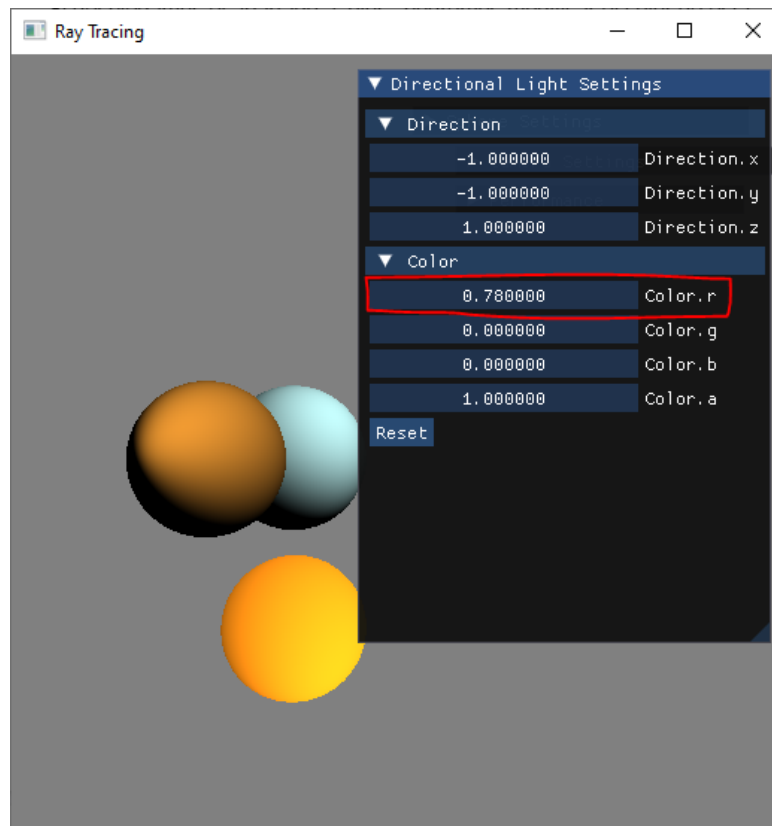 Ray Tracing
Directional Light Settings
Direction
-1.000000 Direction.x
-1.000000 Direction.y
1.000000 Direction.z
Color
0.780000 Color.r
0.000000 Color.g
0.000000 Color.b
1.000000 Color.a
Reset